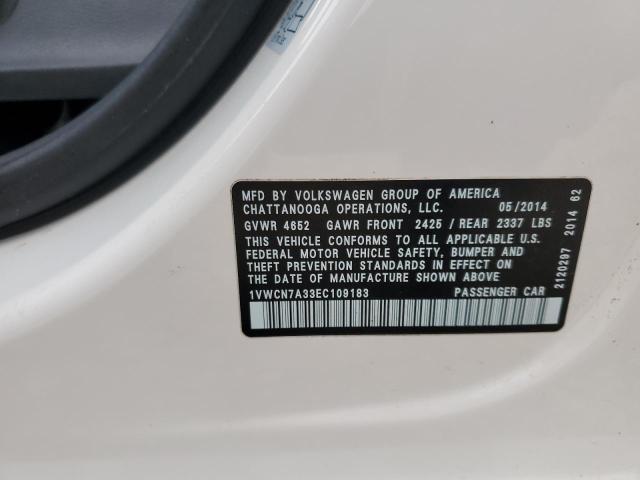 MFD BY VOLKSWAGEN GROUP OF AMERICA
CHATTANOOGA OPERATIONS, LLC. 05/2014
GVWR 4652 GAWR FRONT 2425 / REAR 2337 LBS
THIS VEHICLE CONFORMS TO ALL APPLICABLE U.S.
FEDERAL MOTOR VEHICLE SAFETY, BUMPER AND
THEFT PREVENTION STANDARDS IN EFFECT ON
THE DATE OF MANUFACTURE SHOWN ABOVE
1VWCN7A33EC109183 PASSENGER CAR
2120297 2014 62